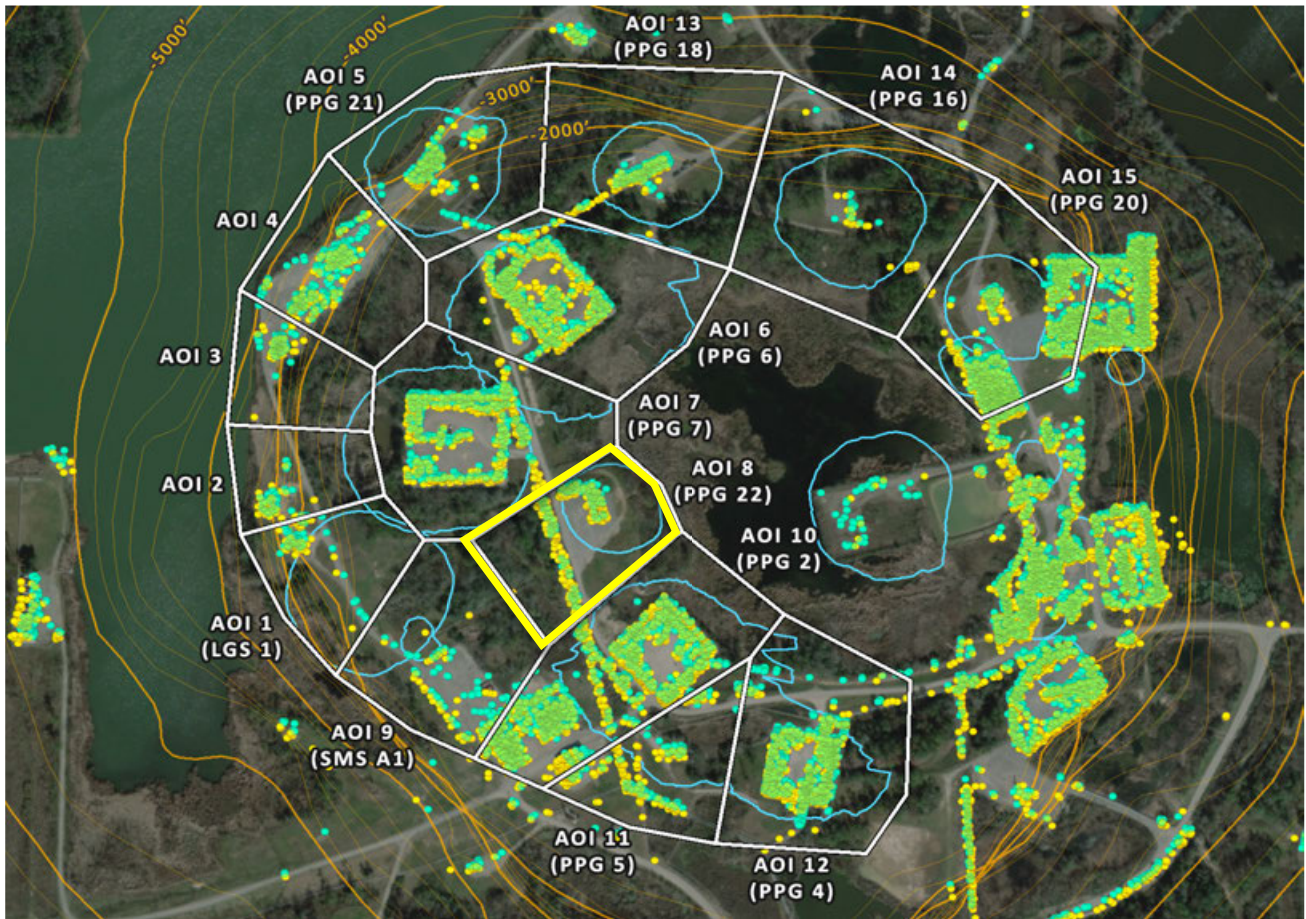 -5000'
-4000'
AOI 13
(PPG 18)
AOI 5
(PPG 21)
-3000'
-2000'
AOI 14
(PPG 16)
AOI 15
(PPG 20)
AOI 4
AOI 3
AOI 6
(PPG 6)
AOI 7
(PPG 7)
AOI 2
AOI 8
(PPG 22)
AOI 10
(PPG 2)
AOI 1
(LGS 1)
AOI 9
(SMS A1)
AOI 11
(PPG 5)
AOI 12
(PPG 4)